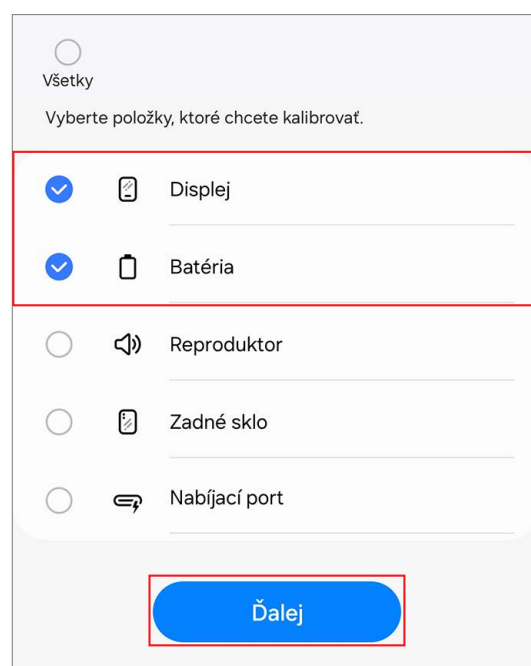 Všetky
Vyberte položky, ktoré chcete kalibrovať.
Displej
Batéria
Reproduktor
Zadné sklo
Nabíjací port
Ďalej